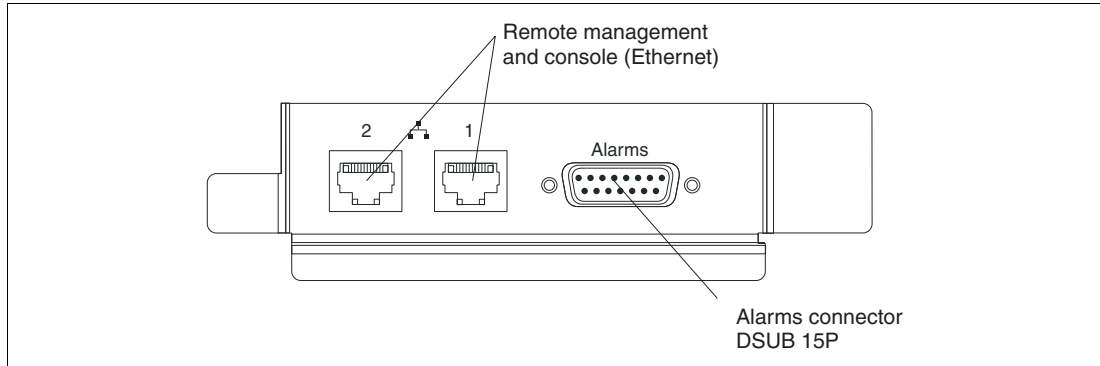 Remote management
and console (Ethernet)
2
1
Alarms
Alarms connector
DSUB 15P